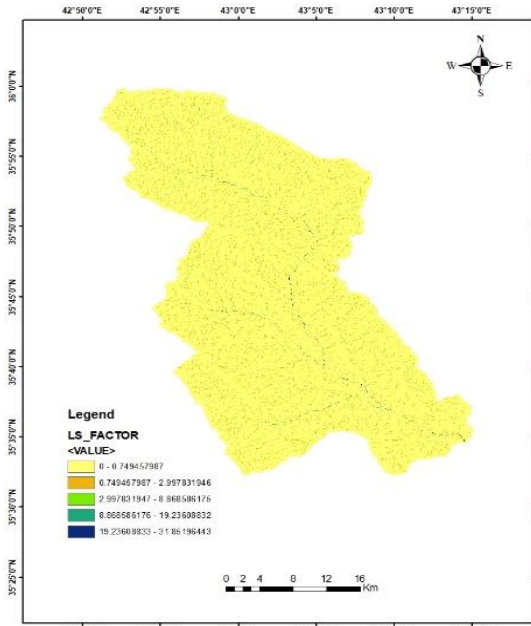 42°50'0"E 42°55'0"E 43°0'0"E 43°5'0"E 43°10'0"E 43°15'0"E
N
W E
S
36°0'0"N
35°55'0"N
35°50'0"N
35°45'0"N
35°40'0"N
35°35'0"N
35°30'0"N
35°25'0"N
Legend
LS_FACTOR
<VALUE>
0 - 0.749457987
0.749457987 - 2.997831946
2.997831947 - 8.868586175
8.868586176 - 19.23608832
19.23608833 - 31.85196443
0 2 4 8 12 16
Km